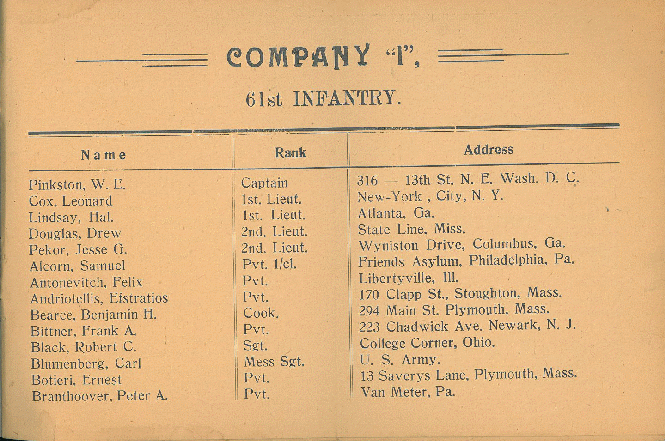 COMPANY "I",
61st INFANTRY.
Name Rank Address
Pinkston, W. E. Captain 316 — 13th St. N. E. Wash. D. C.
Cox, Leonard 1st. Lieut. New-York , City, N. Y.
Lindsay, Hal. 1st. Lieut. Atlanta, Ga.
Douglas, Drew 2nd. Lieut. State Line, Miss.
Pekor, Jesse G. 2nd. Lieut. Wyniston Drive, Columbus, Ga.
Alcorn, Samuel Pvt. 1/cl. Friends Asylum, Philadelphia, Pa.
Antonevitch, Felix Pvt. Libertyville, Ill.
Andriotellis, Efstratios Pvt. 170 Clapp St., Stoughton, Mass.
Bearce, Benjamin H. Cook. 294 Main St. Plymouth, Mass.
Bittner, Frank A. Pvt. 223 Chadwick Ave. Newark, N. J.
Black, Robert C. Sgt. College Corner, Ohio.
Blumenberg, Carl Mess Sgt. U. S. Army.
Botieri, Ernest Pvt. 13 Saverys Lane, Plymouth, Mass.
Branthoover, Peter A. Pvt. Van Meter, Pa.